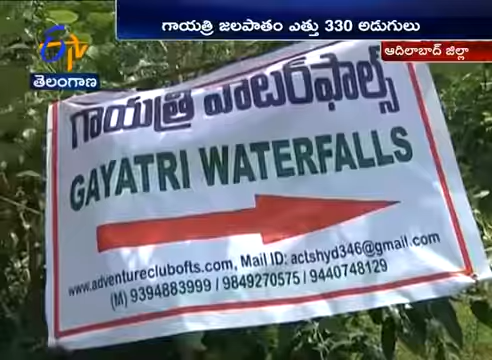 గాయత్రి జలపాతం ఎత్తు 330 అడుగులు
ఆదిలాబాద్ జిల్లా
ETV
తెలంగాణ
గాయత్రి వాటర్‌ఫాల్స్
GAYATRI WATERFALLS
www.adventureclubofts.com, Mail ID: actshyd346@gmail.com
(M) 9394883999 / 9849270575 / 9440748129